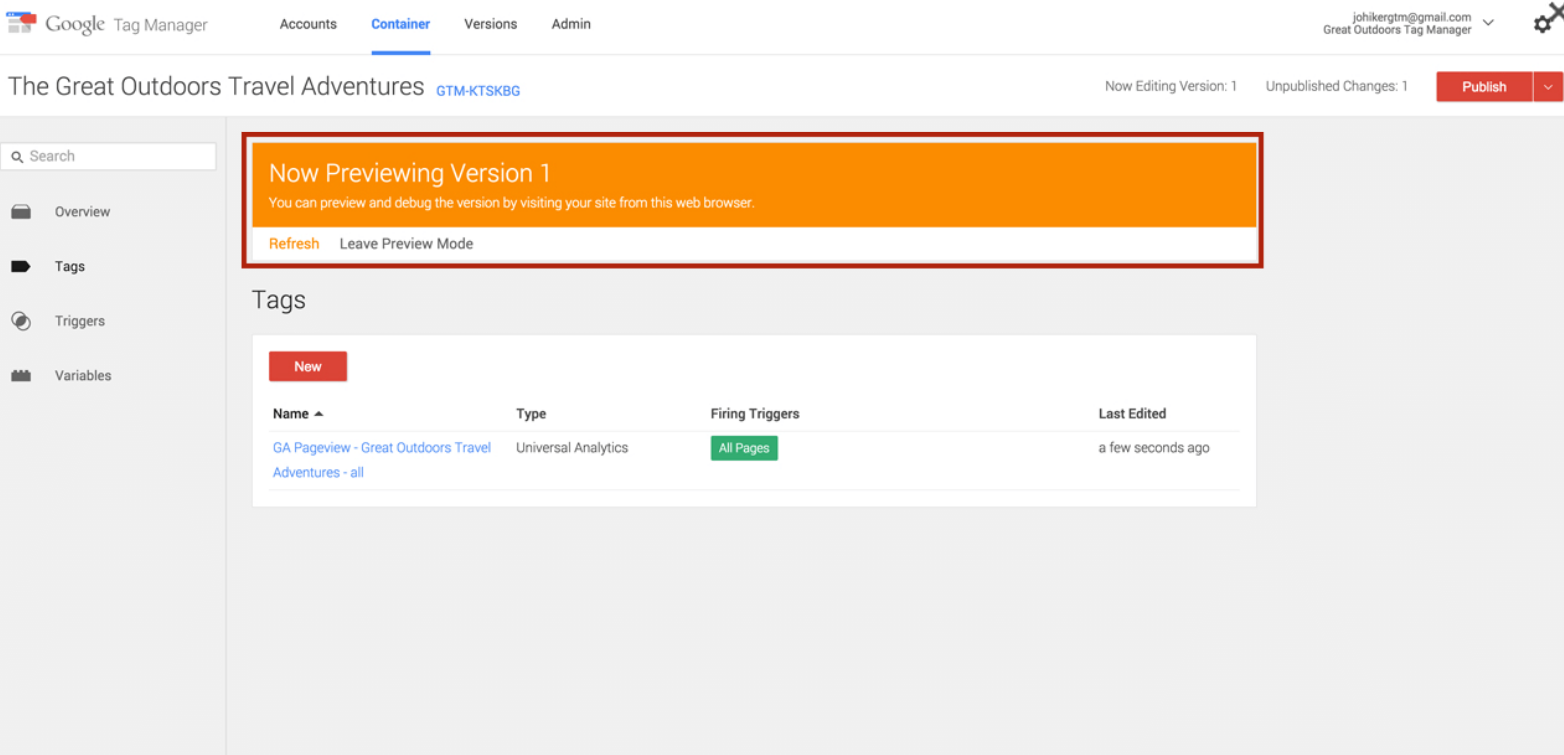 Google Tag Manager
Accounts
Container
Versions
Admin
johikergtm@gmail.com
Great Outdoors Tag Manager
The Great Outdoors Travel Adventures GTM-KTSKBG
Now Editing Version: 1
Unpublished Changes: 1
Publish
Search
Overview
Tags
Triggers
Variables
Now Previewing Version 1
You can preview and debug the version by visiting your site from this web browser.
Refresh
Leave Preview Mode
Tags
New
Name
Type
Firing Triggers
Last Edited
GA Pageview - Great Outdoors Travel
Adventures - all
Universal Analytics
All Pages
a few seconds ago